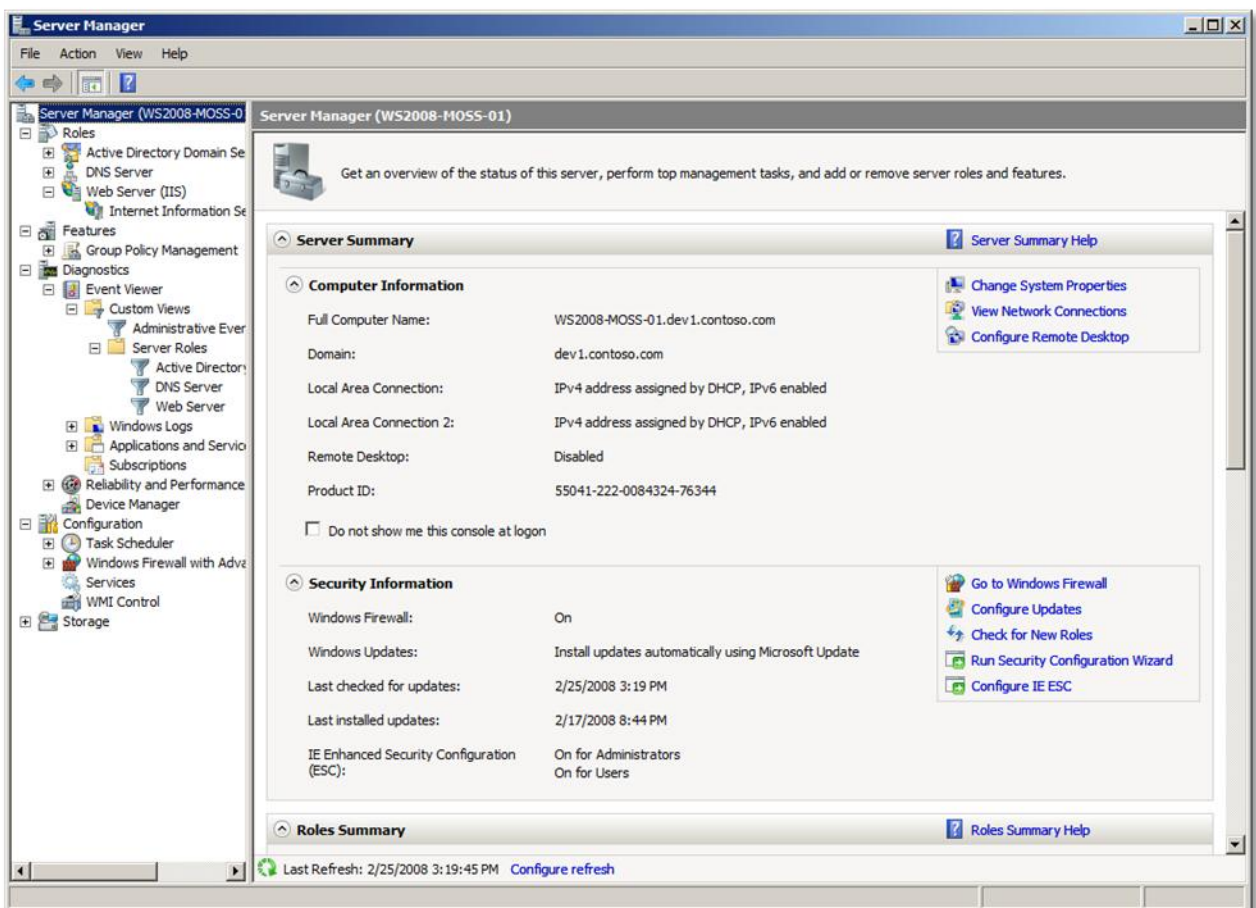 Server Manager
File Action View Help
Server Manager (WS2008-MOSS-0
Roles
Active Directory Domain Se
DNS Server
Web Server (IIS)
Internet Information Se
Features
Group Policy Management
Diagnostics
Event Viewer
Custom Views
Administrative Ever
Server Roles
Active Directory
DNS Server
Web Server
Windows Logs
Applications and Servic
Subscriptions
Reliability and Performance
Device Manager
Configuration
Task Scheduler
Windows Firewall with Adva
Services
WMI Control
Storage
Server Manager (WS2008-MOSS-01)
Get an overview of the status of this server, perform top management tasks, and add or remove server roles and features.
Server Summary
Server Summary Help
Computer Information
Full Computer Name: WS2008-MOSS-01.dev1.contoso.com
Domain: dev1.contoso.com
Local Area Connection: IPv4 address assigned by DHCP, IPv6 enabled
Local Area Connection 2: IPv4 address assigned by DHCP, IPv6 enabled
Remote Desktop: Disabled
Product ID: 55041-222-0084324-76344
Do not show me this console at logon
Change System Properties
View Network Connections
Configure Remote Desktop
Security Information
Windows Firewall: On
Windows Updates: Install updates automatically using Microsoft Update
Last checked for updates: 2/25/2008 3:19 PM
Last installed updates: 2/17/2008 8:44 PM
IE Enhanced Security Configuration On for Administrators
(ESC): On for Users
Go to Windows Firewall
Configure Updates
Check for New Roles
Run Security Configuration Wizard
Configure IE ESC
Roles Summary
Roles Summary Help
Last Refresh: 2/25/2008 3:19:45 PM Configure refresh